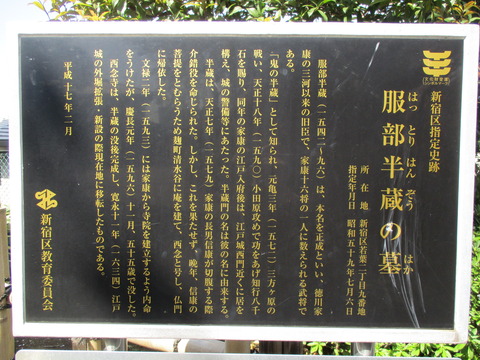 文化財愛護
シンボルマーク
新宿区指定史跡
はっ とり はん ぞう はか
服部半蔵の墓
所在地 新宿区若葉二丁目九番地
指定年月日 昭和五十九年七月六日
服部半蔵(一五四二~九六)は、本名を正成といい、徳川家
康の三河以来の旧臣で、家康十六将の一人に数えられる武将で
ある。
「鬼の半蔵」として知られ、元亀三年(一五七二)三方ヶ原の
戦い、天正十八年(一五九〇)小田原攻めで功をあげ知行八千
石を賜り、同年の家康の江戸入府後は、江戸城西門近くに居を
構え、城の警備等にあたった。半蔵門の名は彼の名に由来する。
半蔵は、天正七年(一五七九)家康の長男信康の切腹する際
介錯役を命じられた。しかし、これを果たせず、晩年、信康の
菩提をとむらうため麹町清水谷に庵を建て、西念と号し、仏門
に帰依した。
文禄二年(一五九三)には家康から寺院を建立するよう内命
をうけたが、慶長元年(一五九六)十一月、五十五歳で没した。
西念寺は、半蔵の没後完成し、寛永十一年(一六三四)江戸
城の外堀拡張・新設の際現在地に移転したものである。
平成十七年二月
新宿区教育委員会